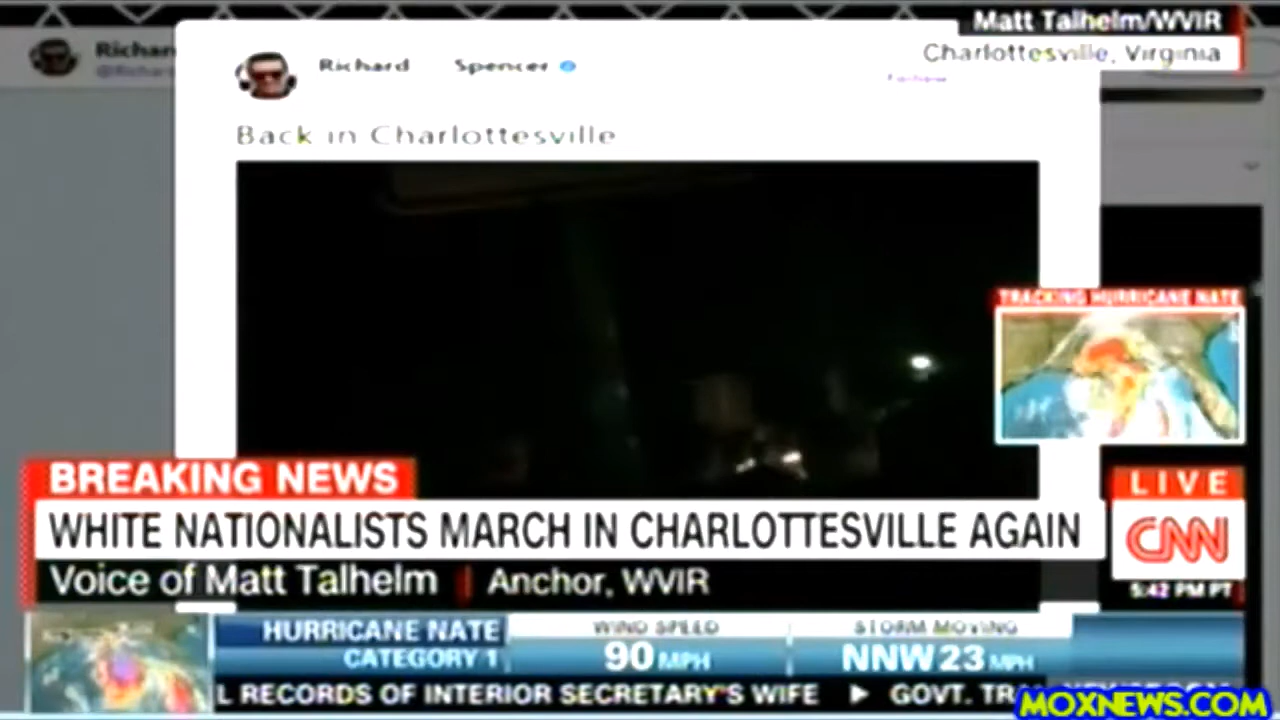 Matt Talhelm/WVIR
Charlottesville, Virginia
Richard Spencer
Back in Charlottesville
TRACKING HURRICANE NATE
BREAKING NEWS
WHITE NATIONALISTS MARCH IN CHARLOTTESVILLE AGAIN
Voice of Matt Talhelm | Anchor, WVIR
LIVE
CNN
5:42 PM PT
HURRICANE NATE
CATEGORY 1
WIND SPEED
90 MPH
STORM MOVING
NNW 23 MPH
L RECORDS OF INTERIOR SECRETARY'S WIFE ▶ GOVT. TRA
MOXNEWS.COM